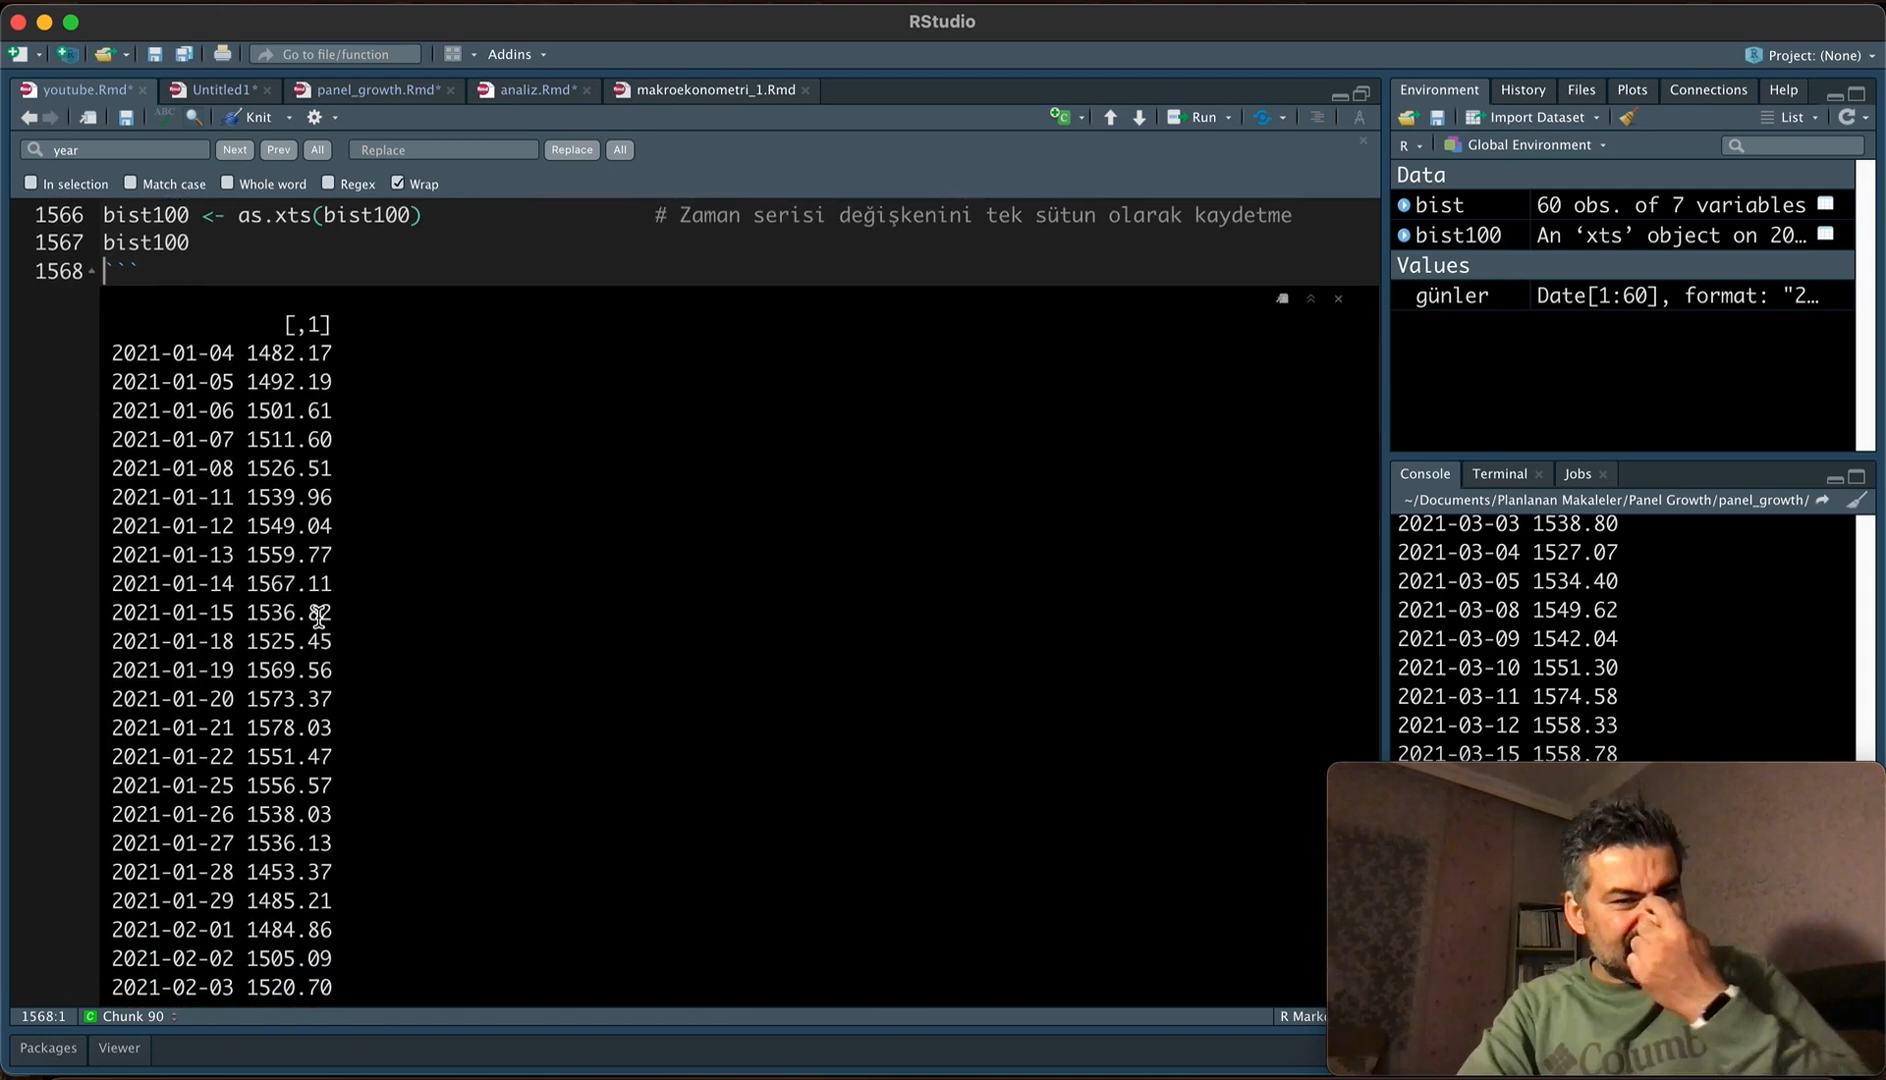 RStudio
Go to file/function
Addins
Project: (None)
youtube.Rmd*
Untitled1*
panel_growth.Rmd*
analiz.Rmd*
makroekonometri_1.Rmd
ABC
Knit
Run
year
Next
Prev
All
Replace
Replace
All
In selection
Match case
Whole word
Regex
Wrap
1566 bist100 <- as.xts(bist100) # Zaman serisi değişkenini tek sütun olarak kaydetme
1567 bist100
1568 ```
[,1]
2021-01-04 1482.17
2021-01-05 1492.19
2021-01-06 1501.61
2021-01-07 1511.60
2021-01-08 1526.51
2021-01-11 1539.96
2021-01-12 1549.04
2021-01-13 1559.77
2021-01-14 1567.11
2021-01-15 1536.82
2021-01-18 1525.45
2021-01-19 1569.56
2021-01-20 1573.37
2021-01-21 1578.03
2021-01-22 1551.47
2021-01-25 1556.57
2021-01-26 1538.03
2021-01-27 1536.13
2021-01-28 1453.37
2021-01-29 1485.21
2021-02-01 1484.86
2021-02-02 1505.09
2021-02-03 1520.70
1568:1
C Chunk 90
R Mark
Packages
Viewer
Environment
History
Files
Plots
Connections
Help
Import Dataset
List
R
Global Environment
Data
bist 60 obs. of 7 variables
bist100 An ‘xts’ object on 20…
Values
günler Date[1:60], format: "2…
Console
Terminal
Jobs
~/Documents/Planlanan Makaleler/Panel Growth/panel_growth/
2021-03-03 1538.80
2021-03-04 1527.07
2021-03-05 1534.40
2021-03-08 1549.62
2021-03-09 1542.04
2021-03-10 1551.30
2021-03-11 1574.58
2021-03-12 1558.33
2021-03-15 1558.78
Columb